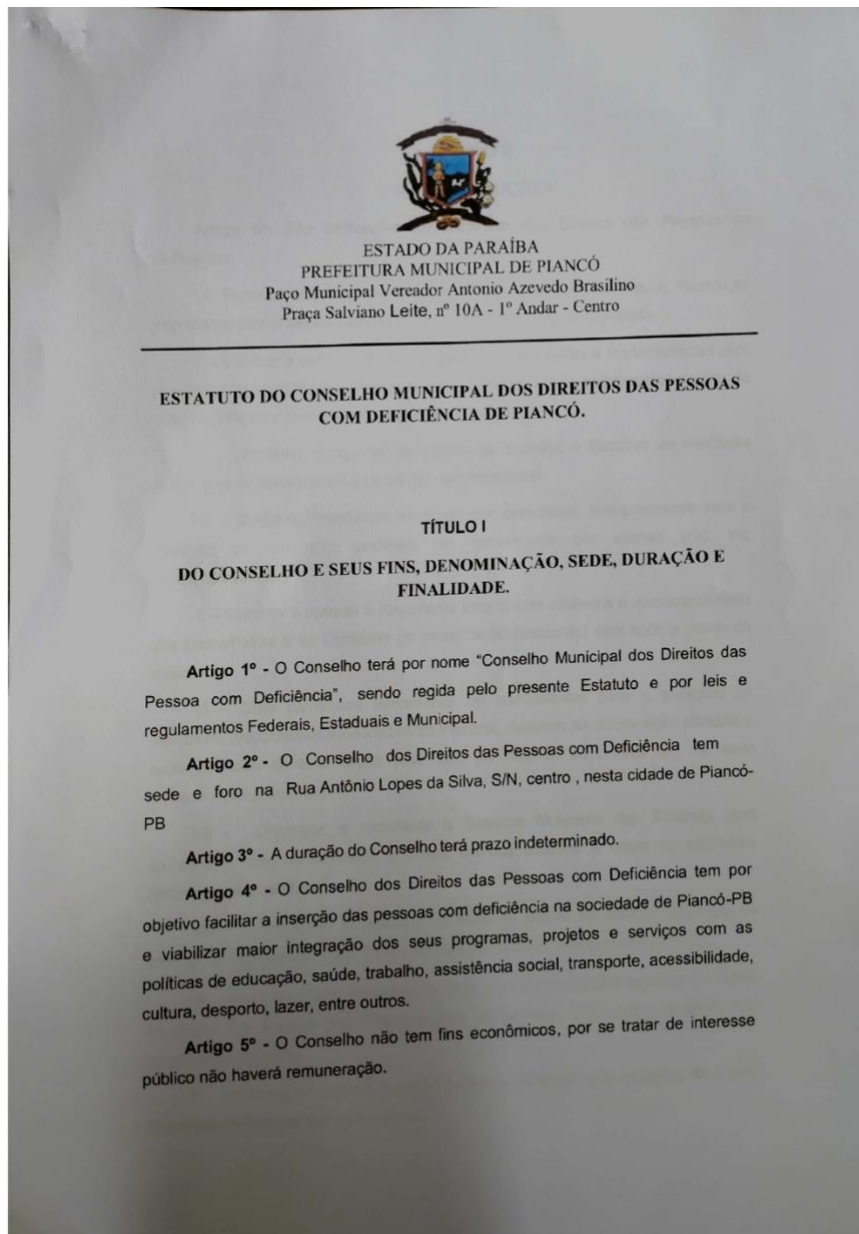 ESTADO DA PARAÍBA
PREFEITURA MUNICIPAL DE PIANCÓ
Paço Municipal Vereador Antonio Azevedo Brasilino
Praça Salviano Leite, nº 10A - 1º Andar - Centro
ESTATUTO DO CONSELHO MUNICIPAL DOS DIREITOS DAS PESSOAS
COM DEFICIÊNCIA DE PIANCÓ.
TÍTULO I
DO CONSELHO E SEUS FINS, DENOMINAÇÃO, SEDE, DURAÇÃO E
FINALIDADE.
Artigo 1º - O Conselho terá por nome “Conselho Municipal dos Direitos das
Pessoa com Deficiência”, sendo regida pelo presente Estatuto e por leis e
regulamentos Federais, Estaduais e Municipal.
Artigo 2º - O Conselho dos Direitos das Pessoas com Deficiência tem
sede e foro na Rua Antônio Lopes da Silva, S/N, centro , nesta cidade de Piancó-
PB
Artigo 3º - A duração do Conselho terá prazo indeterminado.
Artigo 4º - O Conselho dos Direitos das Pessoas com Deficiência tem por
objetivo facilitar a inserção das pessoas com deficiência na sociedade de Piancó-PB
e viabilizar maior integração dos seus programas, projetos e serviços com as
políticas de educação, saúde, trabalho, assistência social, transporte, acessibilidade,
cultura, desporto, lazer, entre outros.
Artigo 5º - O Conselho não tem fins econômicos, por se tratar de interesse
público não haverá remuneração.